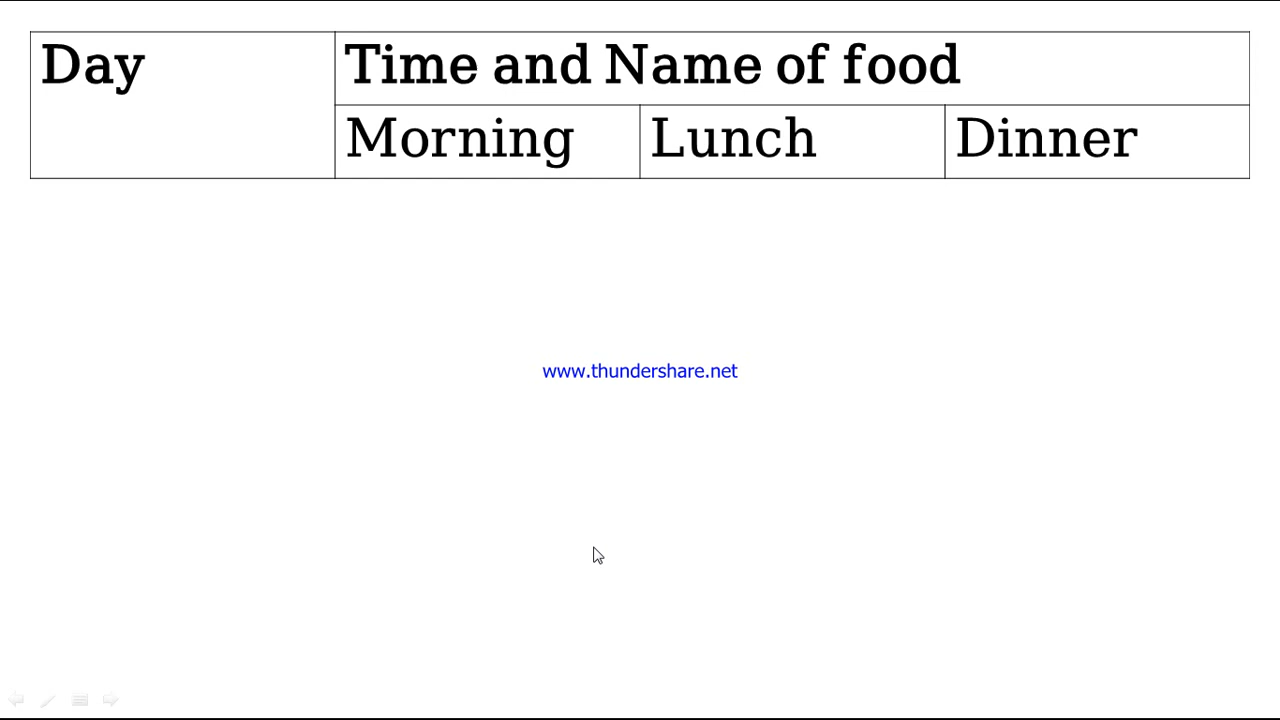 Day
Time and Name of food
Morning
Lunch
Dinner
www.thundershare.net